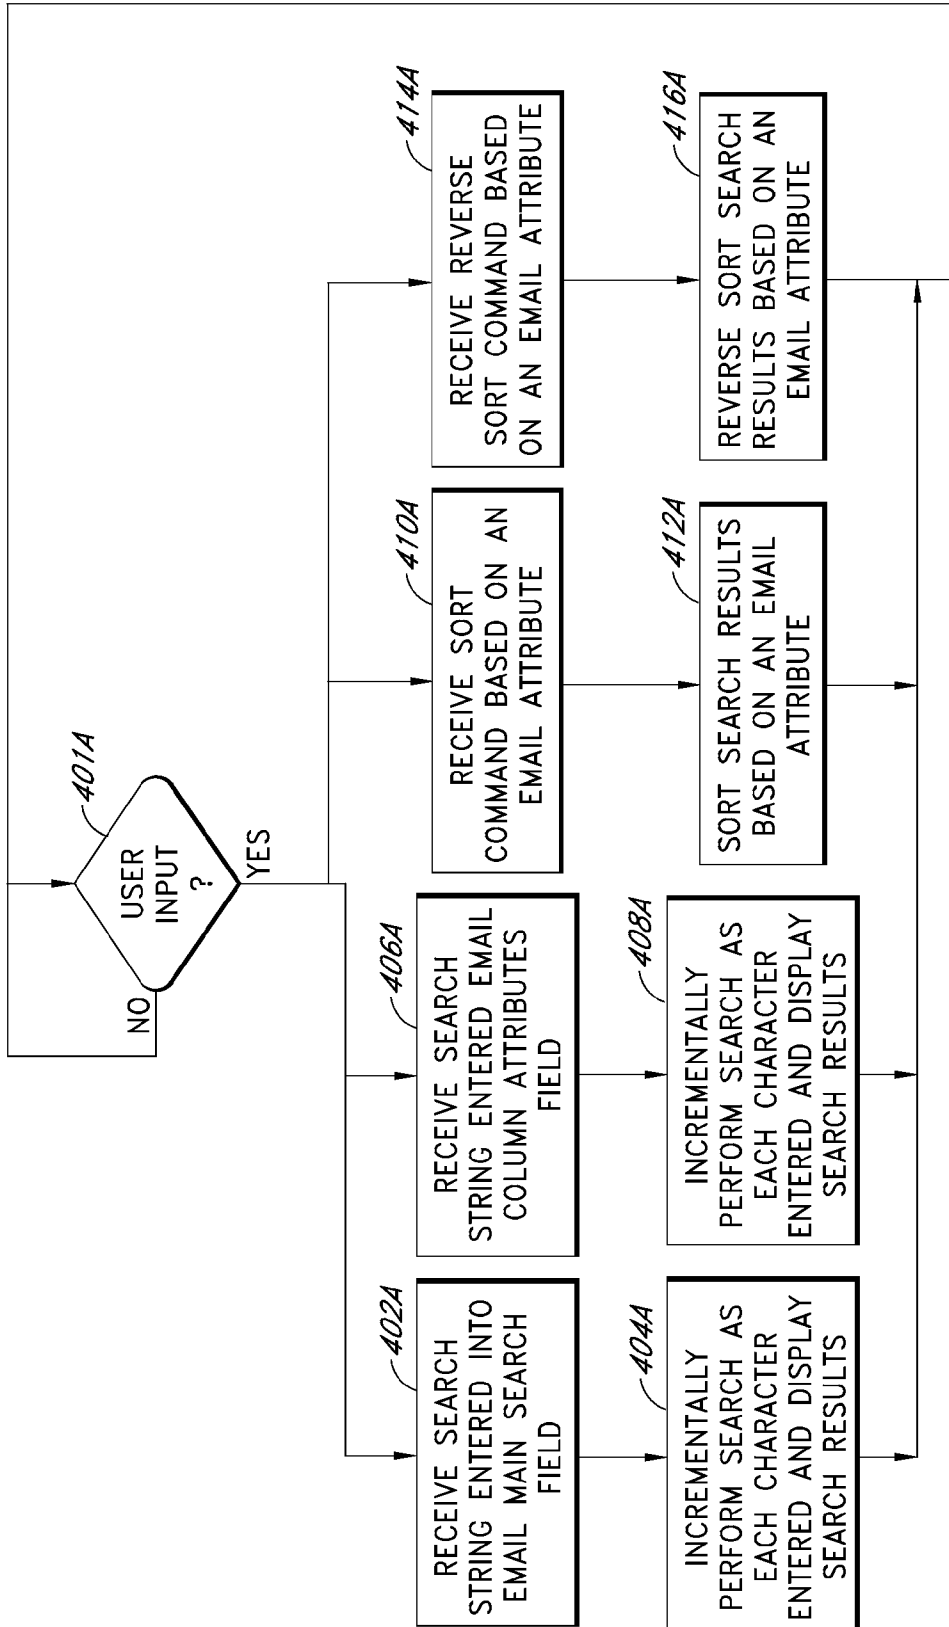 401A
USER
INPUT
?
NO
YES
402A
RECEIVE SEARCH
STRING ENTERED INTO
EMAIL MAIN SEARCH
FIELD
406A
RECEIVE SEARCH
STRING ENTERED EMAIL
COLUMN ATTRIBUTES
FIELD
410A
RECEIVE SORT
COMMAND BASED ON AN
EMAIL ATTRIBUTE
414A
RECEIVE REVERSE
SORT COMMAND BASED
ON AN EMAIL ATTRIBUTE
404A
INCREMENTALLY
PERFORM SEARCH AS
EACH CHARACTER
ENTERED AND DISPLAY
SEARCH RESULTS
408A
INCREMENTALLY
PERFORM SEARCH AS
EACH CHARACTER
ENTERED AND DISPLAY
SEARCH RESULTS
412A
SORT SEARCH RESULTS
BASED ON AN EMAIL
ATTRIBUTE
416A
REVERSE SORT SEARCH
RESULTS BASED ON AN
EMAIL ATTRIBUTE